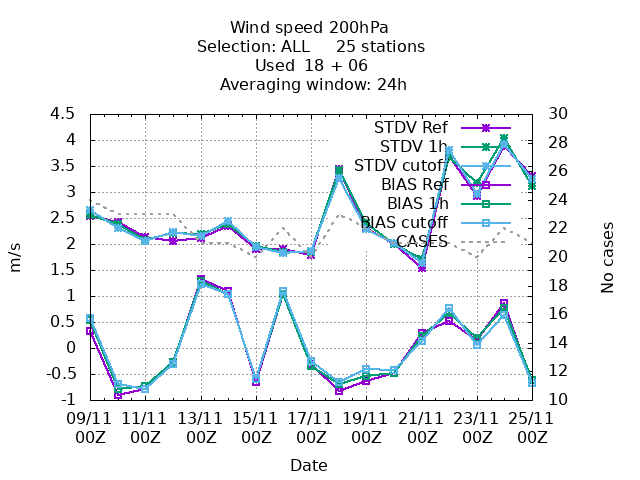 Wind speed 200hPa
Selection: ALL     25 stations
Used  18 + 06
Averaging window: 24h
4.5
4
3.5
3
2.5
2
1.5
1
0.5
0
-0.5
-1
m/s
30
28
26
24
22
20
18
16
14
12
10
No cases
STDV Ref
STDV 1h
STDV cutoff
BIAS Ref
BIAS 1h
BIAS cutoff
CASES
09/11 11/11 13/11 15/11 17/11 19/11 21/11 23/11 25/11
00Z 00Z 00Z 00Z 00Z 00Z 00Z 00Z 00Z
Date